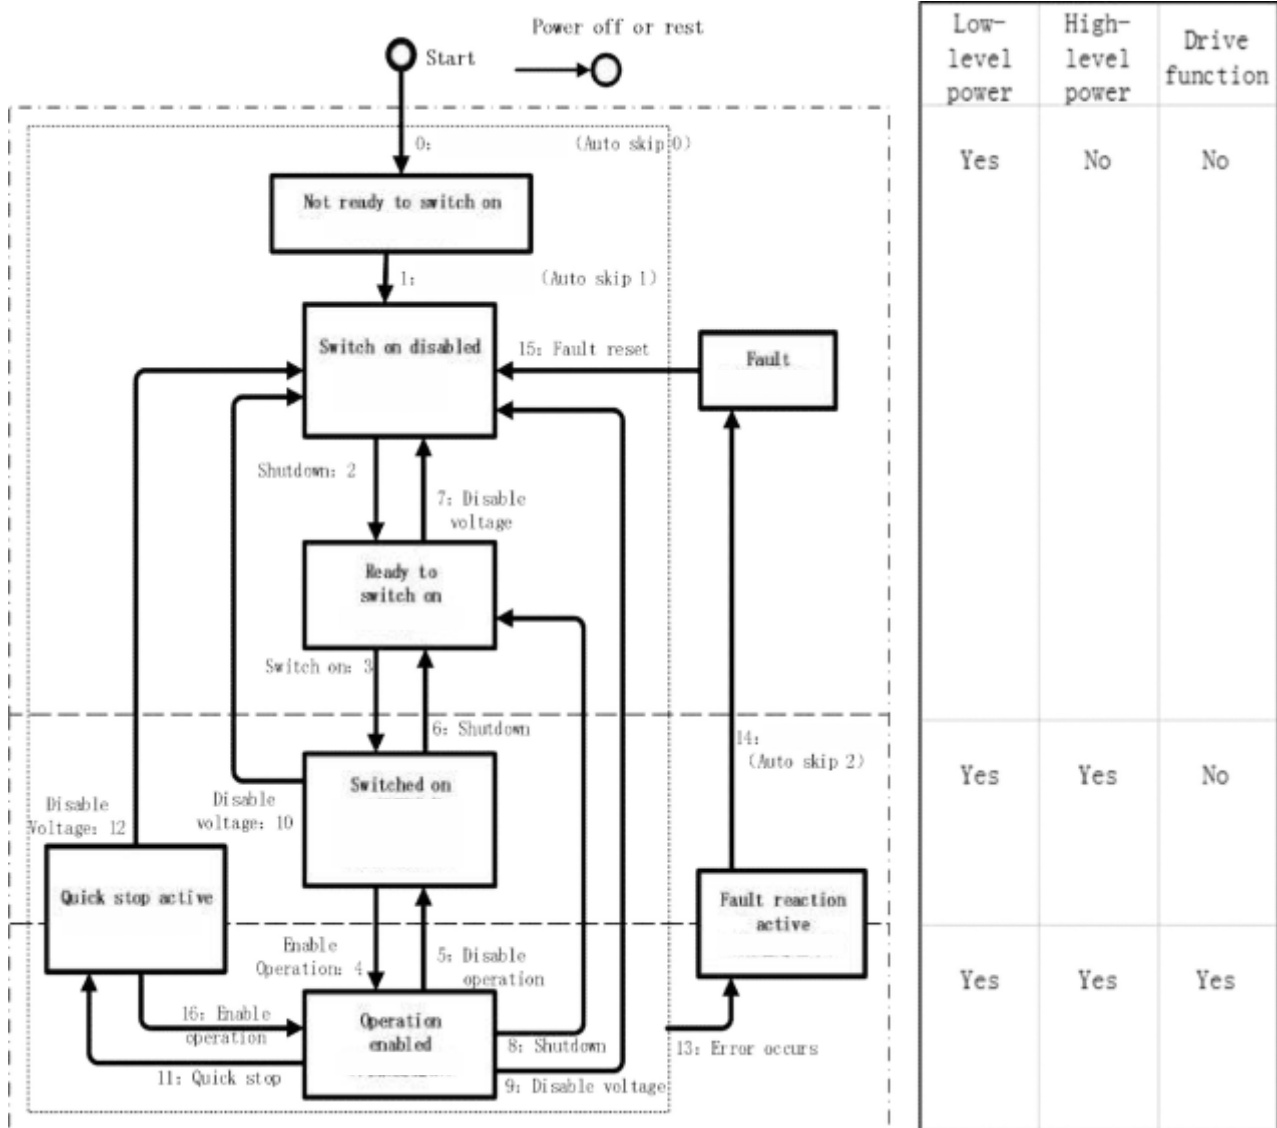 Power off or rest
Start
0:
(Auto skip 0)
Not ready to switch on
1:
(Auto skip 1)
Switch on disabled
15: Fault reset
Fault
Shutdown: 2
7: Disable
voltage
Ready to
switch on
Switch on: 3
6: Shutdown
14:
(Auto skip 2)
Switched on
Disable
voltage: 10
Disable
Voltage: 12
Quick stop active
Fault reaction
active
Enable
Operation: 4
5: Disable
operation
16: Enable
operation
Operation
enabled
8: Shutdown
13: Error occurs
11: Quick stop
9: Disable voltage
Low-
level
power
High-
level
power
Drive
function
Yes No No
Yes Yes No
Yes Yes Yes